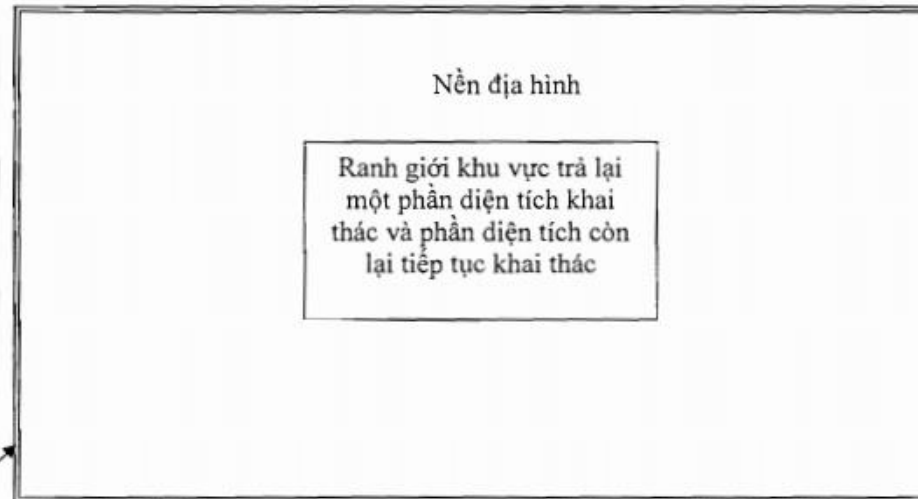 Nền địa hình
Ranh giới khu vực trả lại
một phần diện tích khai
thác và phần diện tích còn
lại tiếp tục khai thác